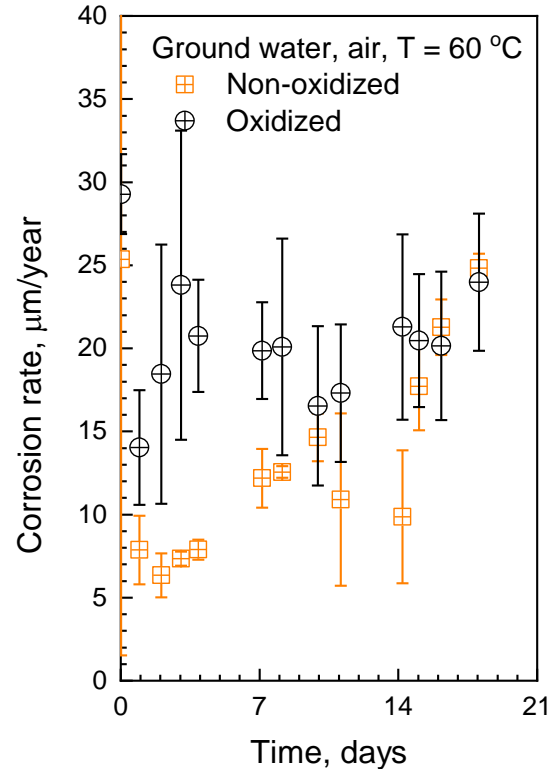 Ground water, air, T = 60 °C
Non-oxidized
Oxidized
Corrosion rate, μm/year
40
35
30
25
20
15
10
5
0
0 7 14 21
Time, days